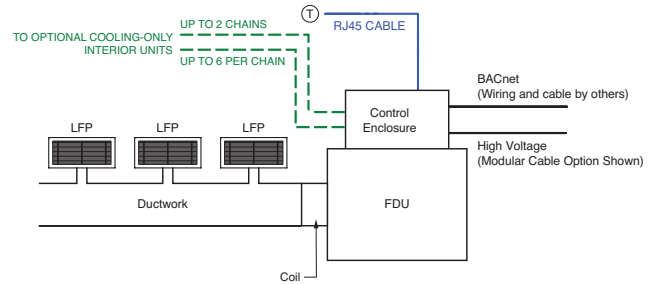 T
RJ45 CABLE
UP TO 2 CHAINS
TO OPTIONAL COOLING-ONLY
INTERIOR UNITS
UP TO 6 PER CHAIN
BACnet
(Wiring and cable by others)
Control
Enclosure
High Voltage
(Modular Cable Option Shown)
LFP
LFP
LFP
Ductwork
FDU
Coil